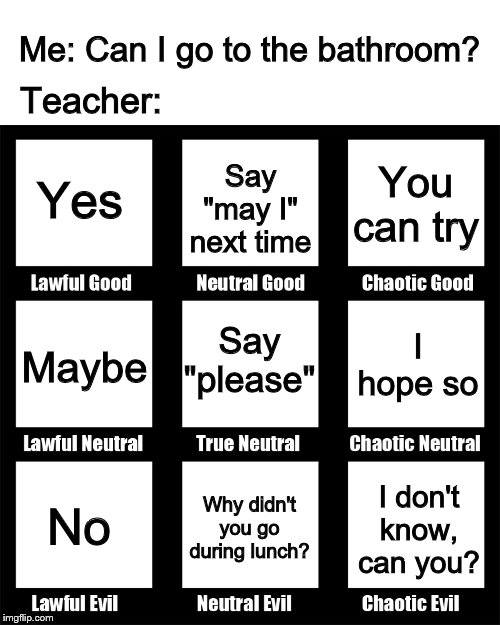 Me: Can I go to the bathroom?
Teacher:
Yes
Say
"may I"
next time
You
can try
Lawful Good
Neutral Good
Chaotic Good
Maybe
Say
"please"
I
hope so
Lawful Neutral
True Neutral
Chaotic Neutral
No
Why didn't
you go
during lunch?
I don't
know,
can you?
Lawful Evil
Neutral Evil
Chaotic Evil
imgflip.com